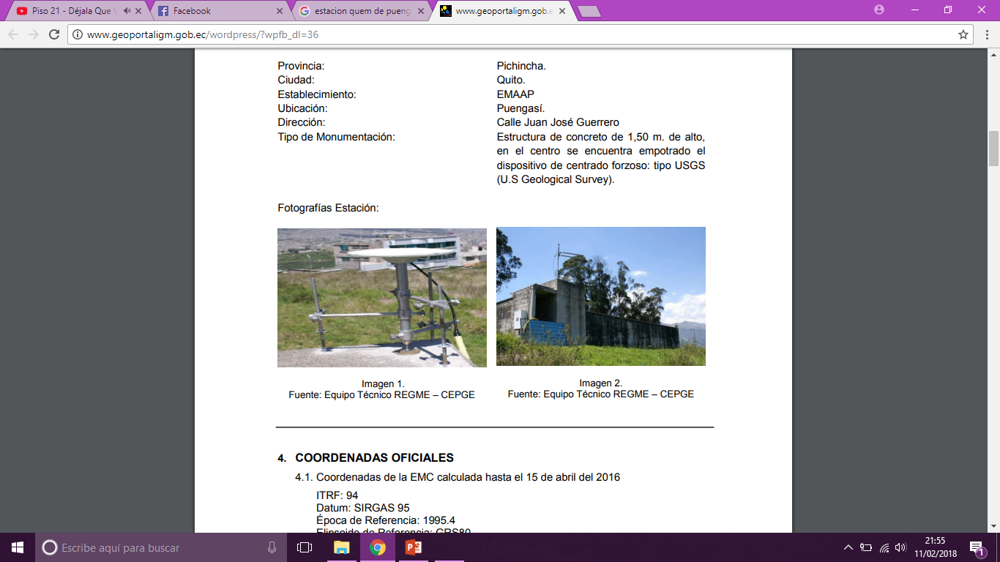 Piso 21 - Déjala Que V
Facebook
estacion quem de pueng
www.geoportaligm.gob.e
www.geoportaligm.gob.ec/wordpress/?wpfb_dl=36
Provincia: Pichincha.
Ciudad: Quito.
Establecimiento: EMAAP
Ubicación: Puengasí.
Dirección: Calle Juan José Guerrero
Tipo de Monumentación: Estructura de concreto de 1,50 m. de alto,
en el centro se encuentra empotrado el
dispositivo de centrado forzoso: tipo USGS
(U.S Geological Survey).
Fotografías Estación:
Imagen 1.
Fuente: Equipo Técnico REGME – CEPGE
Imagen 2.
Fuente: Equipo Técnico REGME – CEPGE
4. COORDENADAS OFICIALES
4.1. Coordenadas de la EMC calculada hasta el 15 de abril del 2016
ITRF: 94
Datum: SIRGAS 95
Época de Referencia: 1995.4
Elipsoide de Referencia: GRS80
Escribe aquí para buscar
21:55
11/02/2018
1